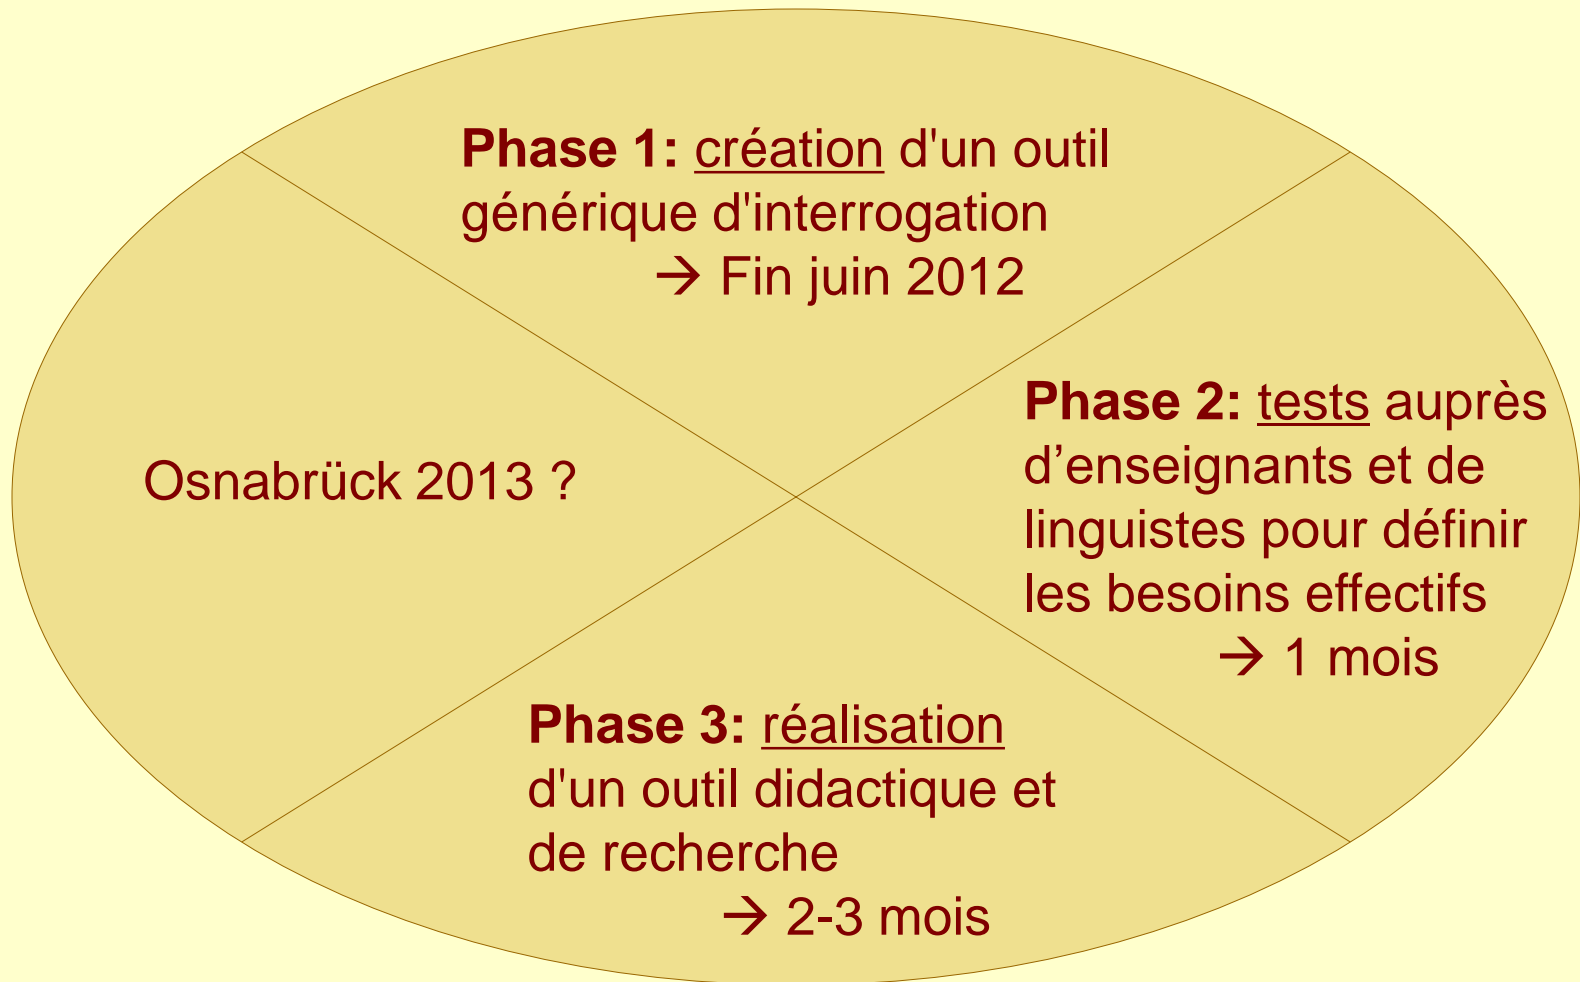 Phase 1: création d'un outil
générique d'interrogation
→ Fin juin 2012
Phase 2: tests auprès
d’enseignants et de
linguistes pour définir
les besoins effectifs
→ 1 mois
Phase 3: réalisation
d'un outil didactique et
de recherche
→ 2-3 mois
Osnabrück 2013 ?